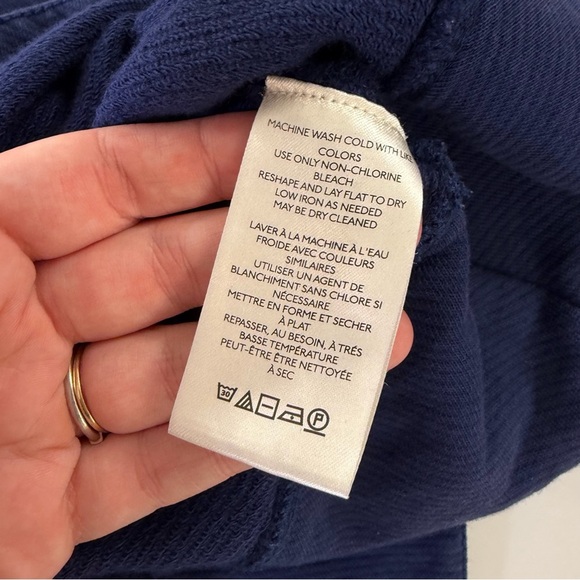 MACHINE WASH COLD WITH LIKE
COLORS
USE ONLY NON-CHLORINE
BLEACH
RESHAPE AND LAY FLAT TO DRY
LOW IRON AS NEEDED
MAY BE DRY CLEANED
LAVER À LA MACHINE À L'EAU
FROIDE AVEC COULEURS
SIMILAIRES
UTILISER UN AGENT DE
BLANCHIMENT SANS CHLORE SI
NÉCESSAIRE
METTRE EN FORME ET SECHER
À PLAT
REPASSER, AU BESOIN, À TRÉS
BASSE TEMPÉRATURE
PEUT-ÊTRE ÊTRE NETTOYÉE
À SEC
30 P